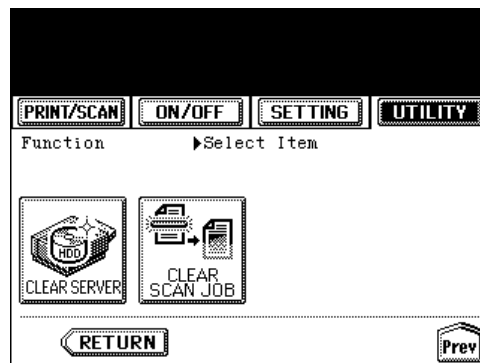 PRINT/SCAN ON/OFF SETTING UTILITY
Function ▶Select Item
HDD
CLEAR SERVER
CLEAR
SCAN JOB
RETURN
Prev